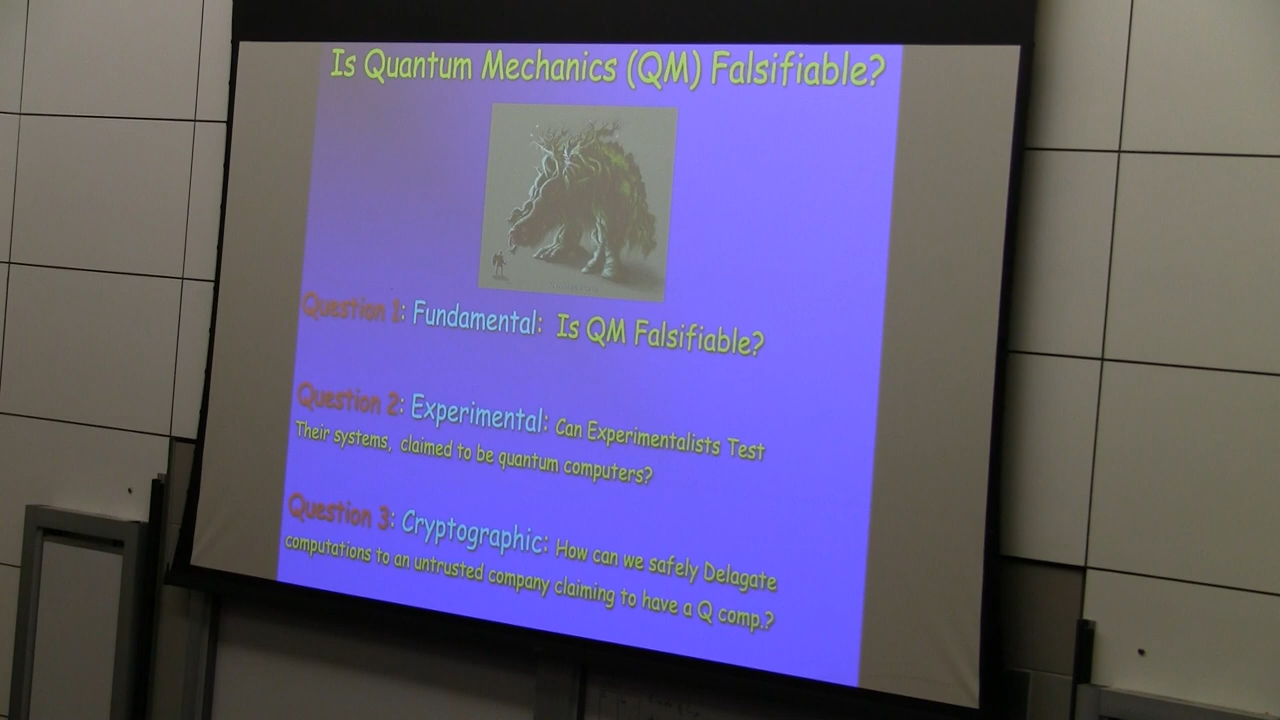 Is Quantum Mechanics (QM) Falsifiable?
Question 1: Fundamental: Is QM Falsifiable?
Question 2: Experimental: Can Experimentalists Test
Their systems, claimed to be quantum computers?
Question 3: Cryptographic: How can we safely Delagate
computations to an untrusted company claiming to have a Q comp.?